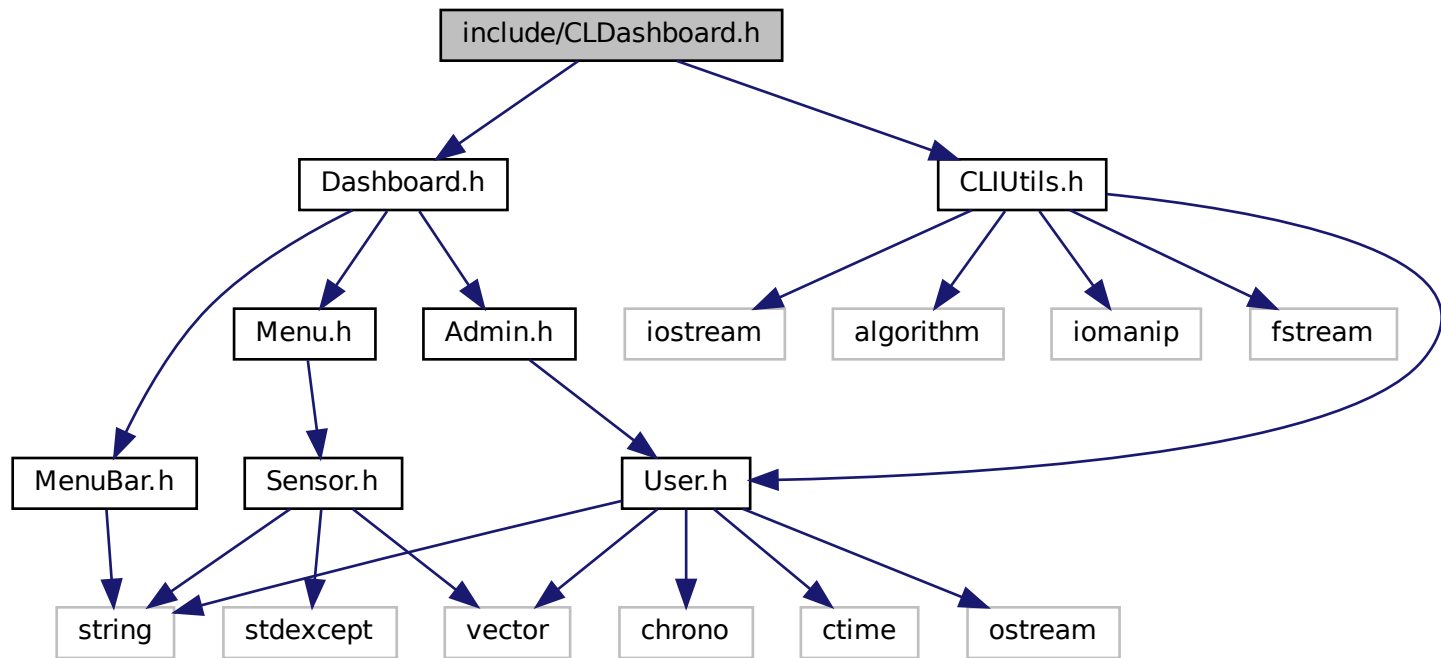 include/CLDashboard.h
Dashboard.h
CLIUtils.h
Menu.h
Admin.h
iostream
algorithm
iomanip
fstream
MenuBar.h
Sensor.h
User.h
string
stdexcept
vector
chrono
ctime
ostream